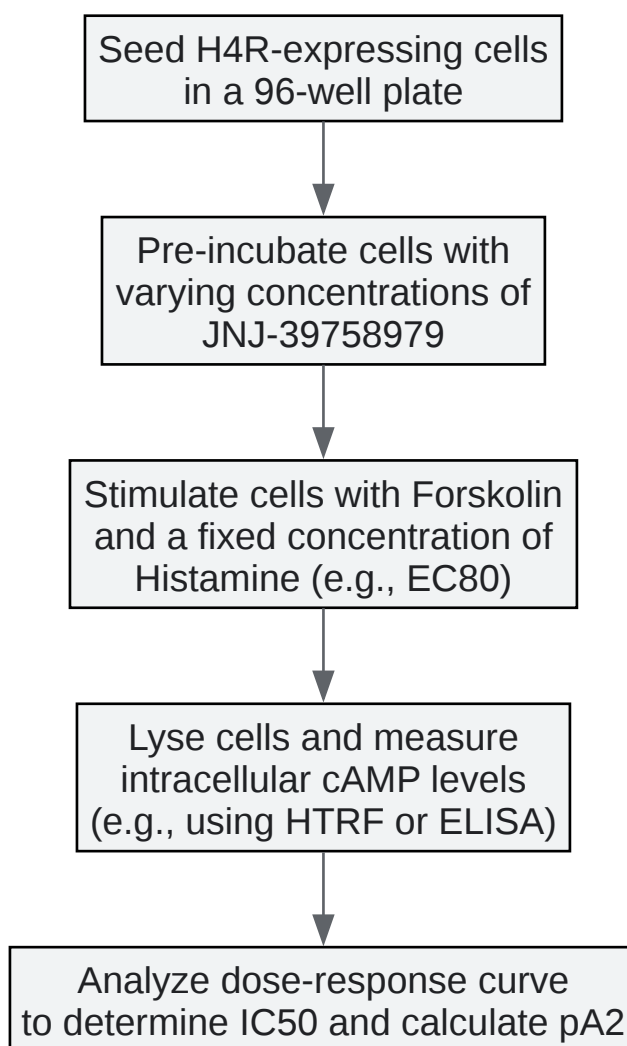 Seed H4R-expressing cells
in a 96-well plate
Pre-incubate cells with
varying concentrations of
JNJ-39758979
Stimulate cells with Forskolin
and a fixed concentration of
Histamine (e.g., EC80)
Lyse cells and measure
intracellular cAMP levels
(e.g., using HTRF or ELISA)
Analyze dose-response curve
to determine IC50 and calculate pA2